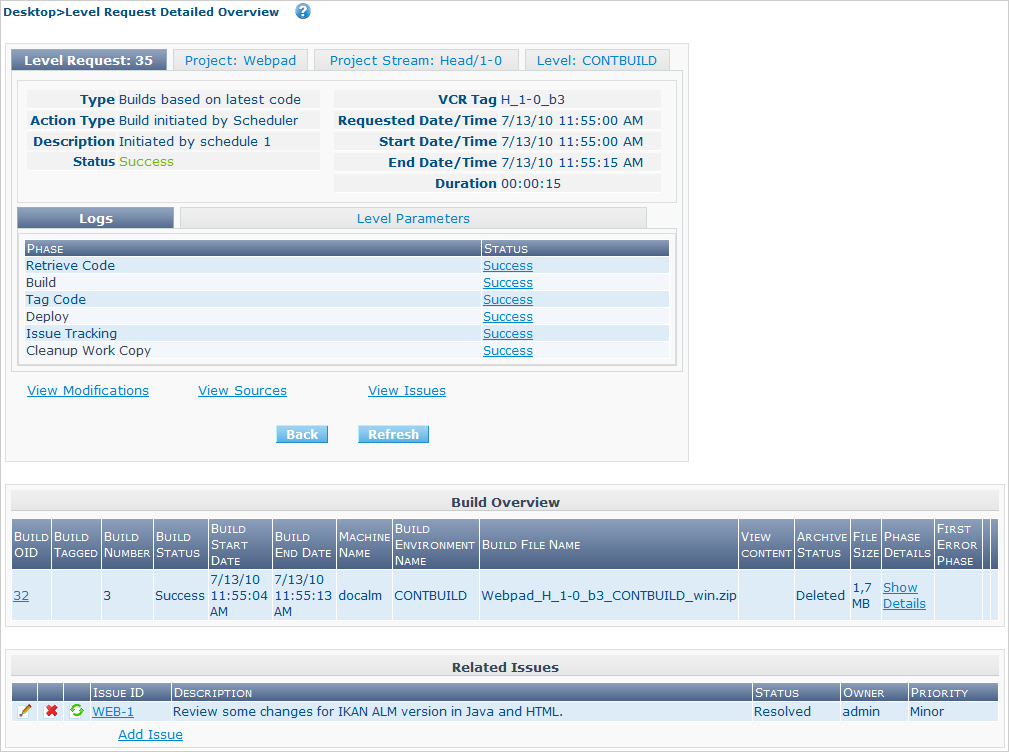 Desktop>Level Request Detailed Overview ?
Level Request: 35 Project: Webpad Project Stream: Head/1-0 Level: CONTBUILD
Type Builds based on latest code
Action Type Build initiated by Scheduler
Description Initiated by schedule 1
Status Success
VCR Tag H_1-0_b3
Requested Date/Time 7/13/10 11:55:00 AM
Start Date/Time 7/13/10 11:55:00 AM
End Date/Time 7/13/10 11:55:15 AM
Duration 00:00:15
Logs Level Parameters
Phase Status
Retrieve Code Success
Build Success
Tag Code Success
Deploy Success
Issue Tracking Success
Cleanup Work Copy Success
View Modifications View Sources View Issues
Back Refresh
Build Overview
Build OID Build Tagged Build Number Build Status Build Start Date Build End Date Machine Name Build Environment Name Build File Name View Content Archive Status File Size Phase Details First Error Phase
32 3 Success 7/13/10 11:55:04 AM 7/13/10 11:55:13 AM docalm CONTBUILD Webpad_H_1-0_b3_CONTBUILD_win.zip Deleted 1,7 MB Show Details
Related Issues
Issue ID Description Status Owner Priority
WEB-1 Review some changes for IKAN ALM version in Java and HTML. Resolved admin Minor
Add Issue